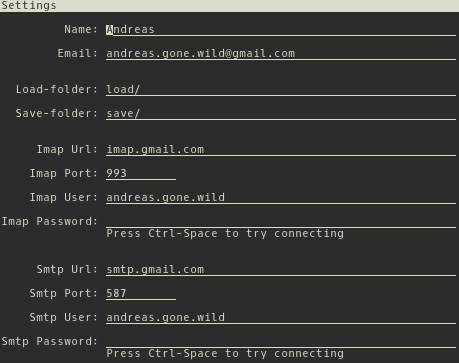 Settings
Name: Andreas
Email: andreas.gone.wild@gmail.com
Load-folder: load/
Save-folder: save/
Imap Url: imap.gmail.com
Imap Port: 993
Imap User: andreas.gone.wild
Imap Password:
Press Ctrl-Space to try connecting
Smtp Url: smtp.gmail.com
Smtp Port: 587
Smtp User: andreas.gone.wild
Smtp Password:
Press Ctrl-Space to try connecting